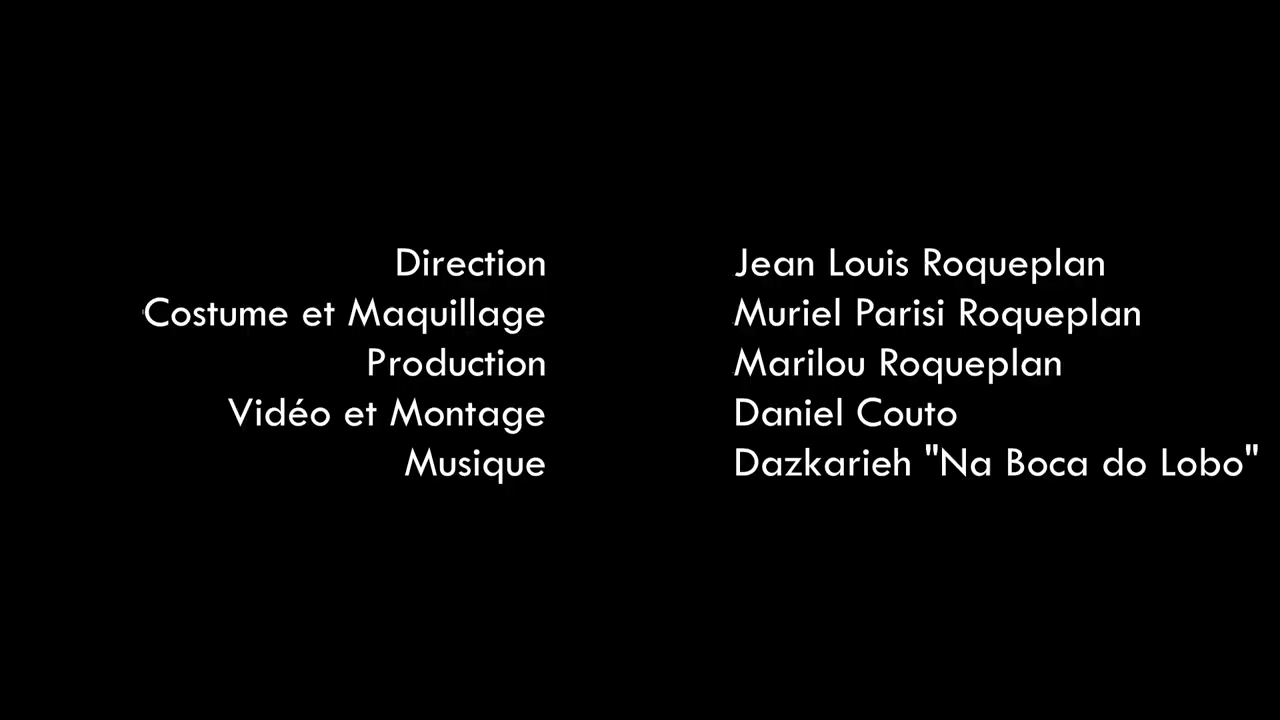 Direction Jean Louis Roqueplan
Costume et Maquillage Muriel Parisi Roqueplan
Production Marilou Roqueplan
Vidéo et Montage Daniel Couto
Musique Dazkarieh "Na Boca do Lobo"